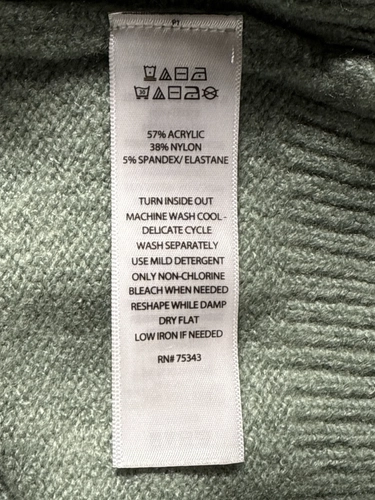 57% ACRYLIC
38% NYLON
5% SPANDEX/ ELASTANE
TURN INSIDE OUT
MACHINE WASH COOL -
DELICATE CYCLE
WASH SEPARATELY
USE MILD DETERGENT
ONLY NON-CHLORINE
BLEACH WHEN NEEDED
RESHAPE WHILE DAMP
DRY FLAT
LOW IRON IF NEEDED
RN# 75343